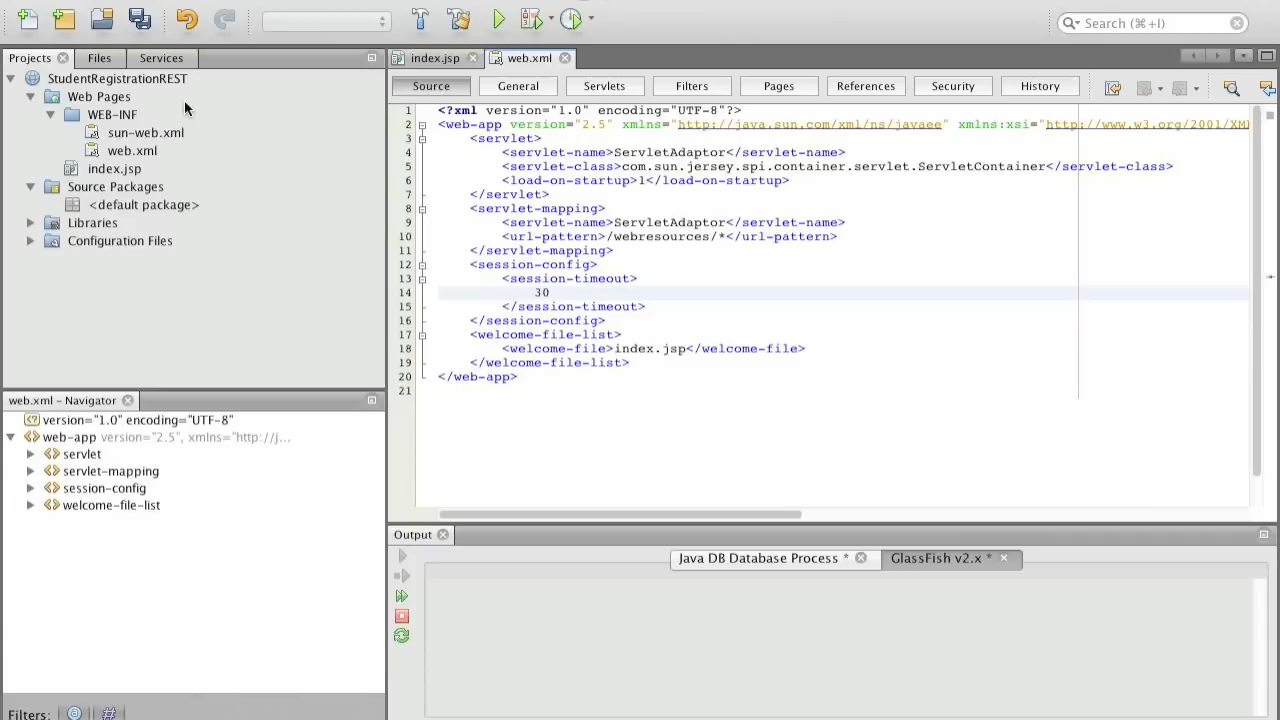 Search (⌘+I)
Projects
Files
Services
StudentRegistrationREST
Web Pages
WEB-INF
sun-web.xml
web.xml
index.jsp
Source Packages
<default package>
Libraries
Configuration Files
web.xml - Navigator
version="1.0" encoding="UTF-8"
web-app version="2.5", xmlns="http://j...
servlet
servlet-mapping
session-config
welcome-file-list
Filters:
index.jsp
web.xml
Source
General
Servlets
Filters
Pages
References
Security
History
1 <?xml version="1.0" encoding="UTF-8"?>
2 <web-app version="2.5" xmlns="http://java.sun.com/xml/ns/javaee" xmlns:xsi="http://www.w3.org/2001/XM
3 <servlet>
4 <servlet-name>ServletAdaptor</servlet-name>
5 <servlet-class>com.sun.jersey.spi.container.servlet.ServletContainer</servlet-class>
6 <load-on-startup>1</load-on-startup>
7 </servlet>
8 <servlet-mapping>
9 <servlet-name>ServletAdaptor</servlet-name>
10 <url-pattern>/webresources/*</url-pattern>
11 </servlet-mapping>
12 <session-config>
13 <session-timeout>
14 30
15 </session-timeout>
16 </session-config>
17 <welcome-file-list>
18 <welcome-file>index.jsp</welcome-file>
19 </welcome-file-list>
20 </web-app>
21
Output
Java DB Database Process *
GlassFish v2.x *